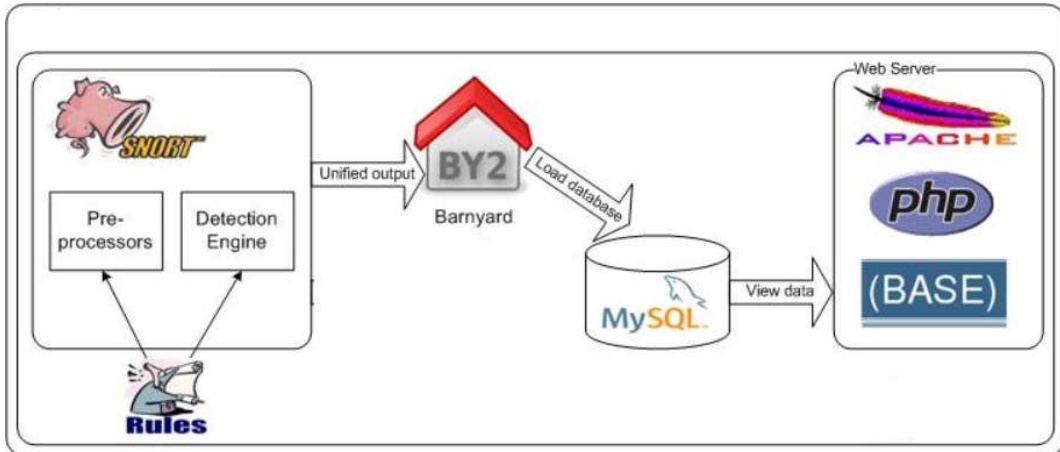 SNORT
Pre-
processors
Detection
Engine
Rules
Unified output
BY2
Barnyard
Load database
MySQL
View data
Web Server
APACHE
php
(BASE)